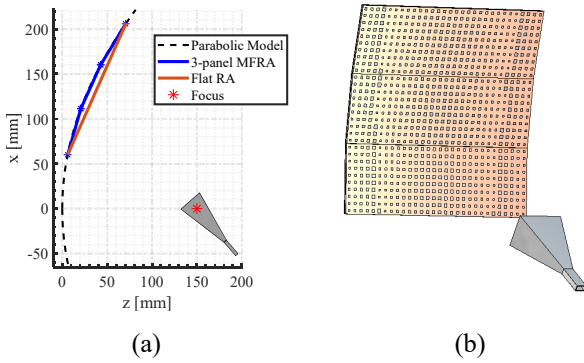 200
150
100
50
0
-50
x [mm]
0 50 100 150 200
z [mm]
Parabolic Model
3-panel MFRA
Flat RA
Focus
(a)
(b)